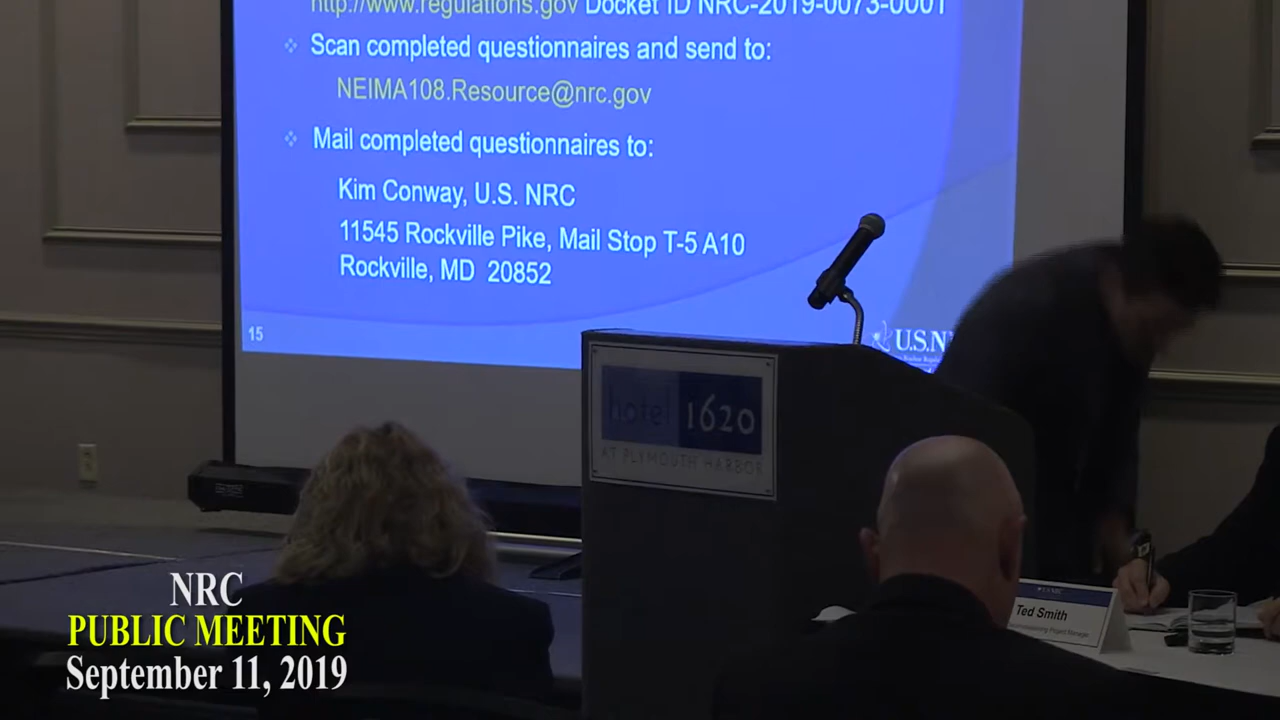 http://www.regulations.gov Docket ID NRC-2019-0073-0001
Scan completed questionnaires and send to:
NEIMA108.Resource@nrc.gov
Mail completed questionnaires to:
Kim Conway, U.S. NRC
11545 Rockville Pike, Mail Stop T-5 A10
Rockville, MD 20852
15
U.S.N
hotel 1620
AT PLYMOUTH HARBOR
Ted Smith
Project Manager
NRC
PUBLIC MEETING
September 11, 2019